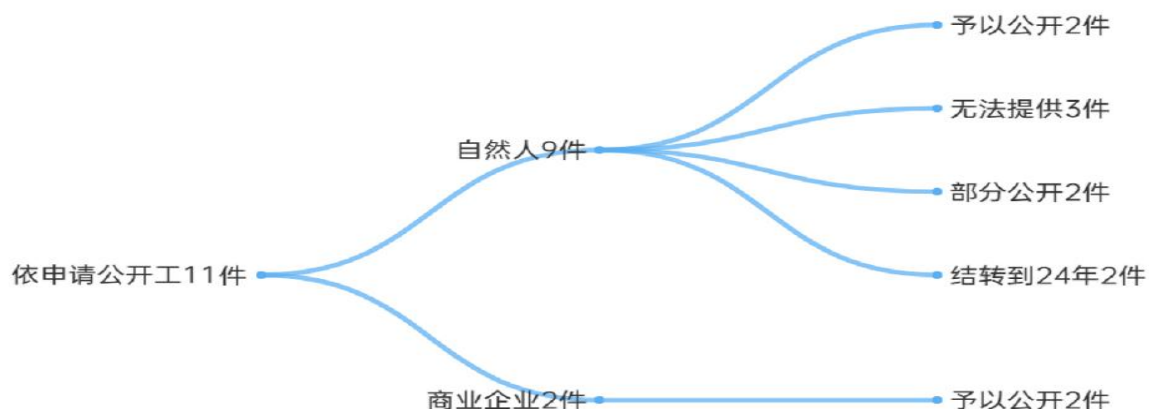 予以公开2件
无法提供3件
自然人9件
部分公开2件
依申请公开工11件
结转到24年2件
商业企业2件
予以公开2件